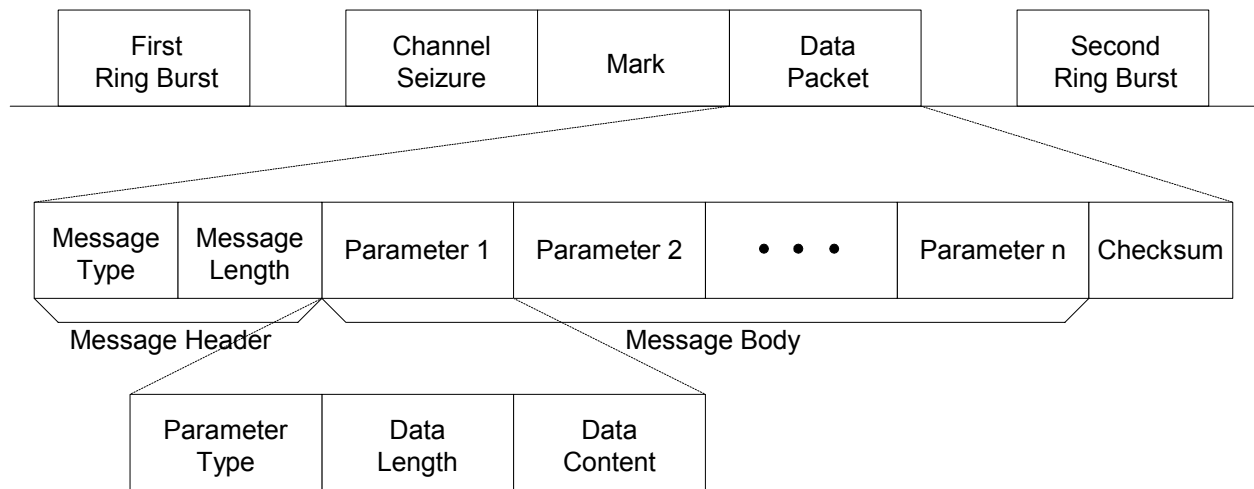 First
Ring Burst
Channel
Seizure
Mark
Data
Packet
Second
Ring Burst
Message
Type
Message
Length
Parameter 1
Parameter 2
• • •
Parameter n
Checksum
Message Header
Message Body
Parameter
Type
Data
Length
Data
Content